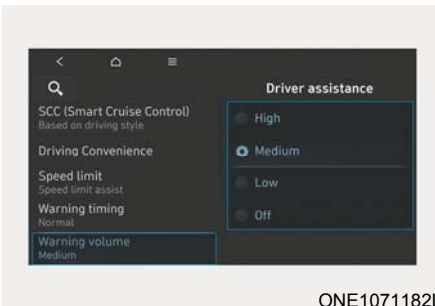 Driver assistance
SCC (Smart Cruise Control)
Based on driving style
Driving Convenience
Speed limit
Speed limit assist
Warning timing
Normal
Warning volume
Medium
High
Medium
Low
Off
ONE1071182L